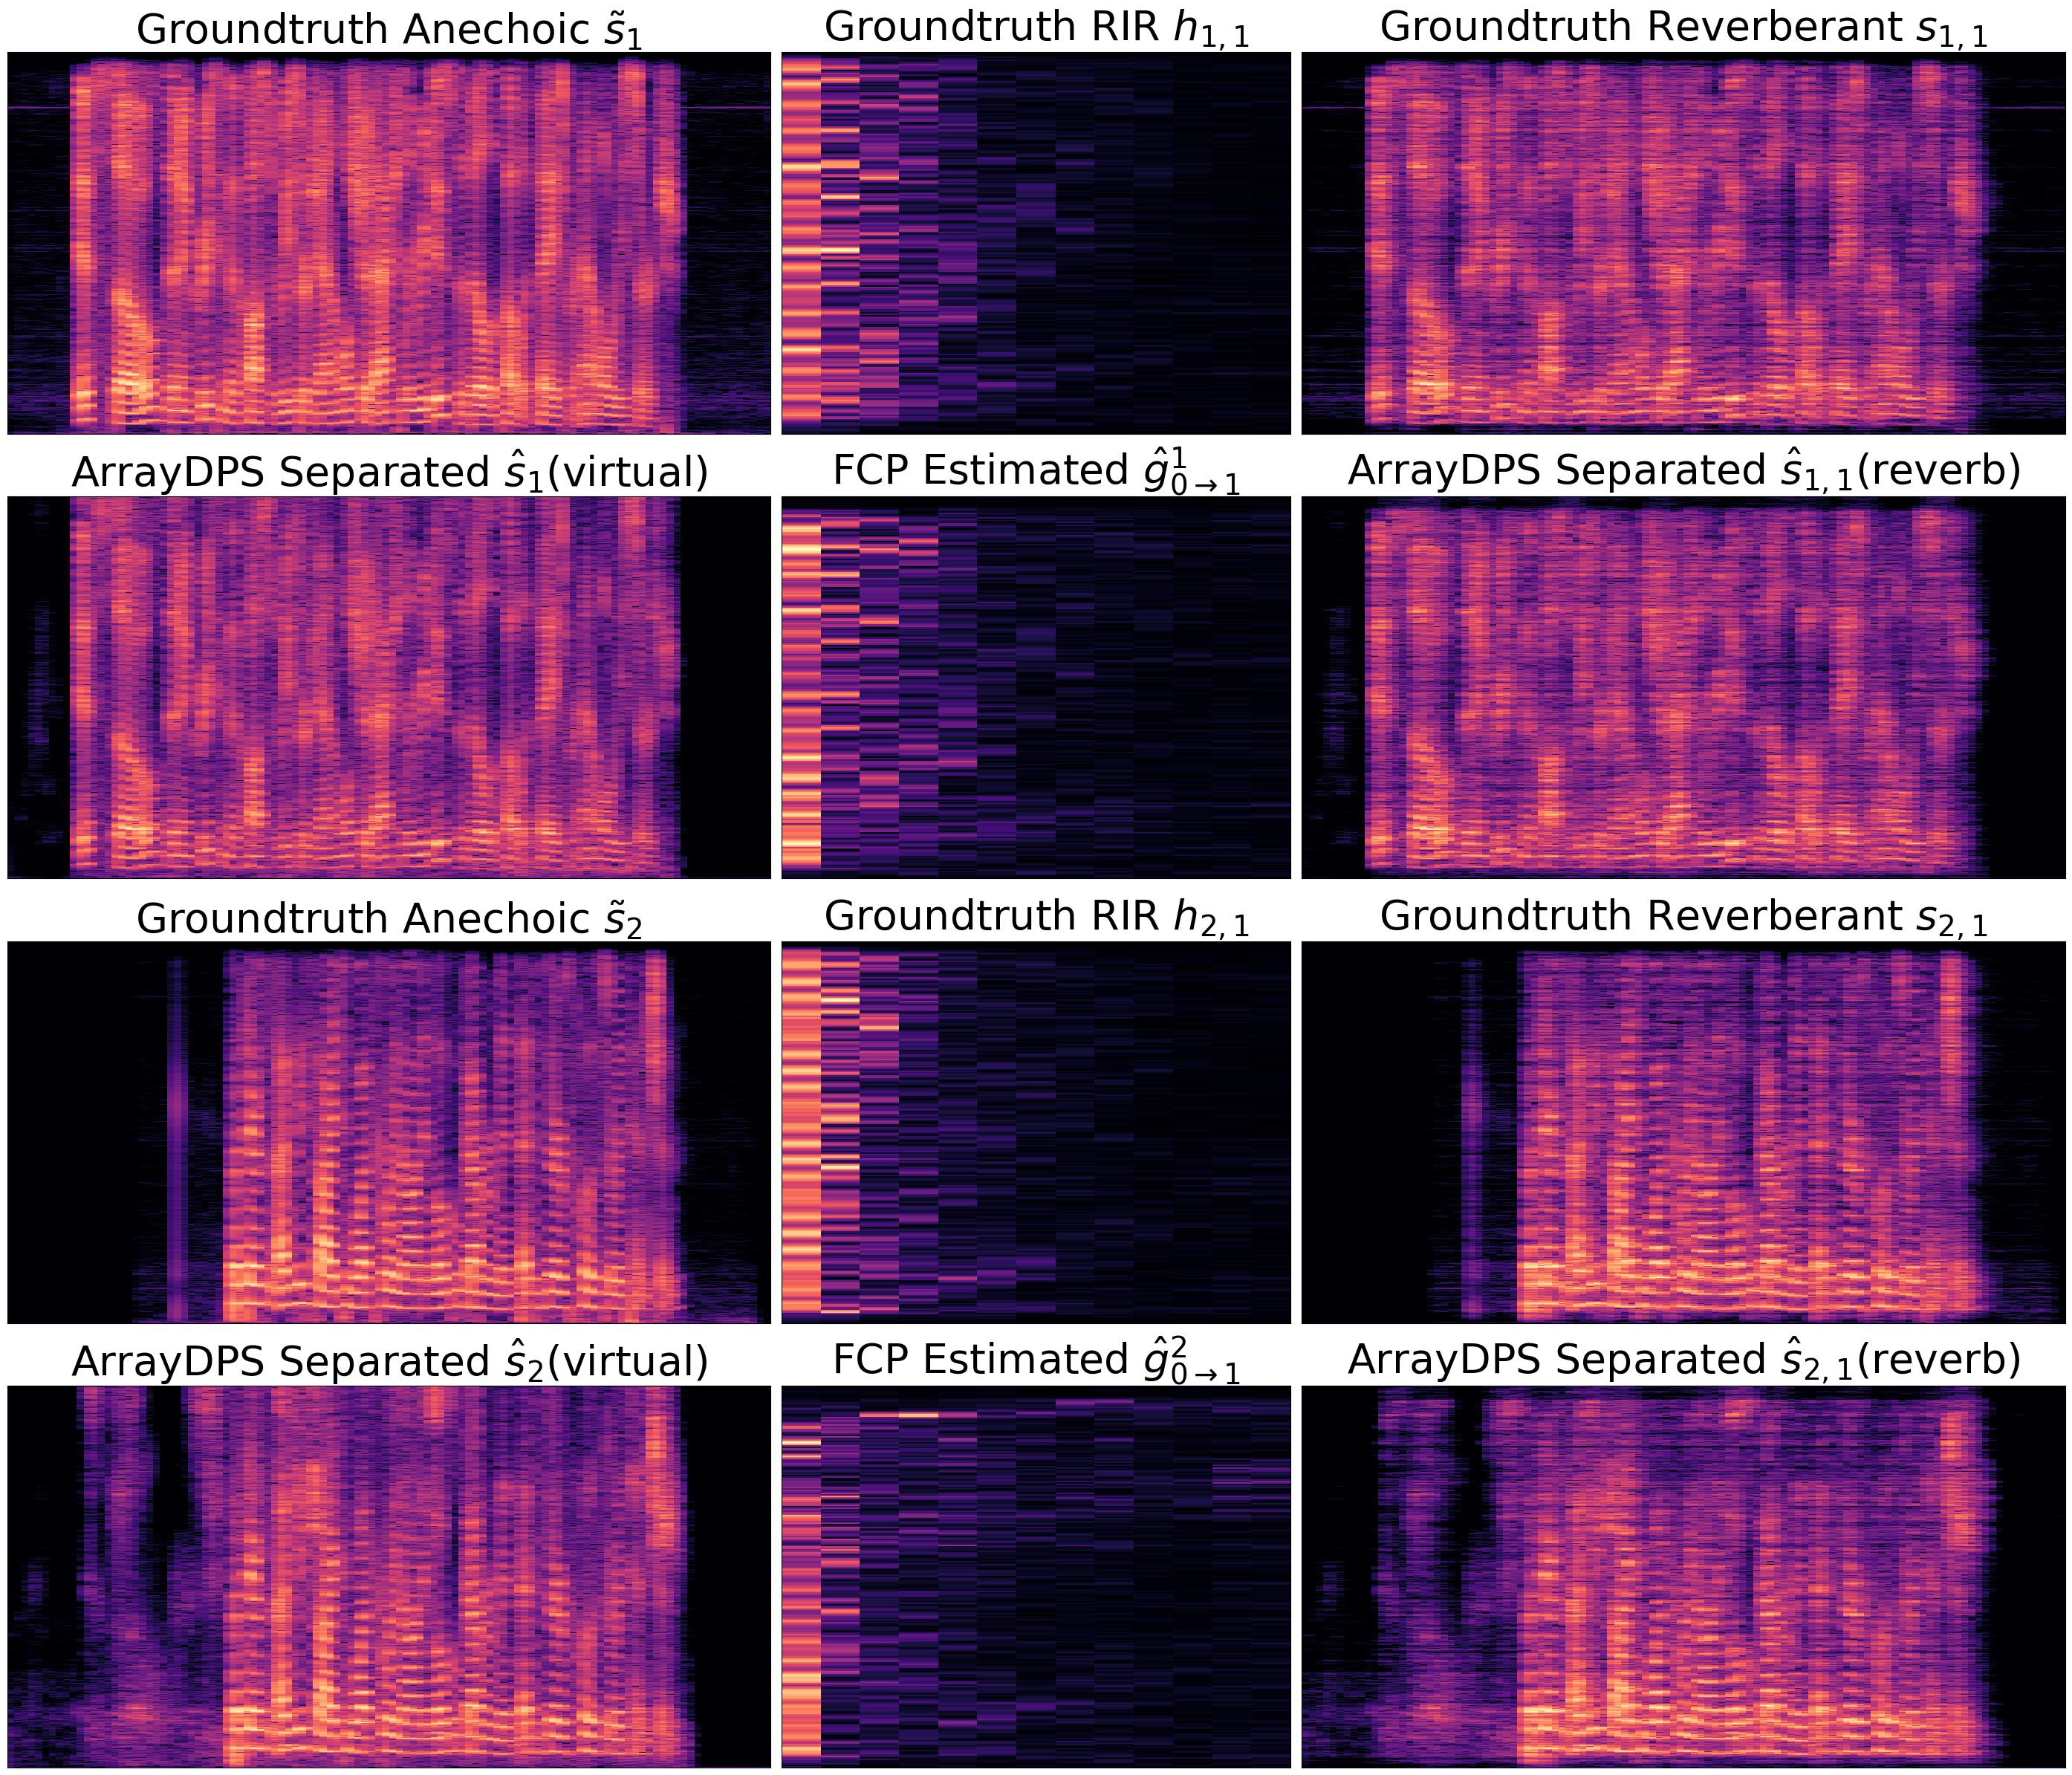 Groundtruth Anechoic s̃₁
Groundtruth RIR h₁,₁
Groundtruth Reverberant s₁,₁
ArrayDPS Separated ŝ₁(virtual)
FCP Estimated ĝ¹₀→₁
ArrayDPS Separated ŝ₁,₁(reverb)
Groundtruth Anechoic s̃₂
Groundtruth RIR h₂,₁
Groundtruth Reverberant s₂,₁
ArrayDPS Separated ŝ₂(virtual)
FCP Estimated ĝ²₀→₁
ArrayDPS Separated ŝ₂,₁(reverb)